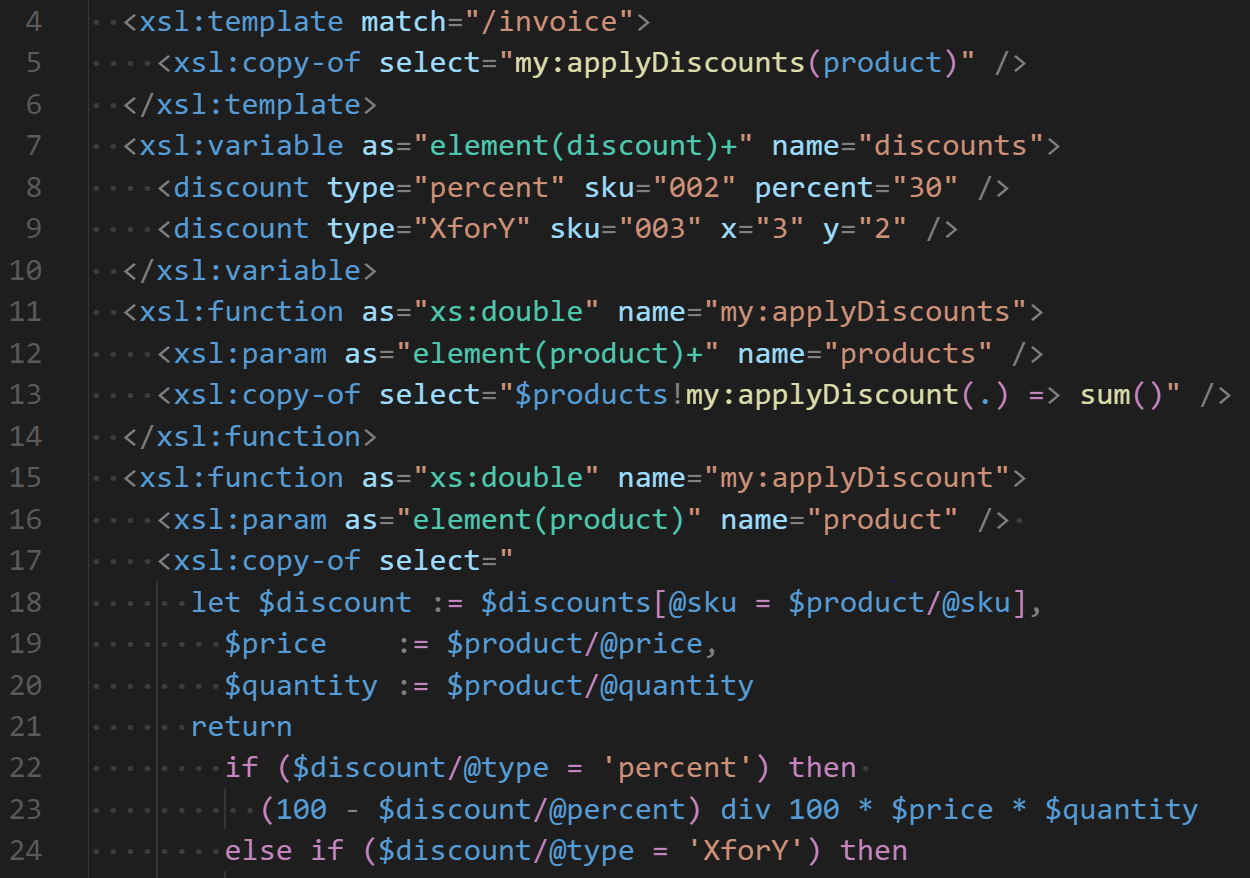 4 <xsl:template match="/invoice">
5 <xsl:copy-of select="my:applyDiscounts(product)" />
6 </xsl:template>
7 <xsl:variable as="element(discount)+" name="discounts">
8 <discount type="percent" sku="002" percent="30" />
9 <discount type="XforY" sku="003" x="3" y="2" />
10 </xsl:variable>
11 <xsl:function as="xs:double" name="my:applyDiscounts">
12 <xsl:param as="element(product)+" name="products" />
13 <xsl:copy-of select="$products!my:applyDiscount(.) => sum()" />
14 </xsl:function>
15 <xsl:function as="xs:double" name="my:applyDiscount">
16 <xsl:param as="element(product)" name="product" />
17 <xsl:copy-of select="
18 let $discount := $discounts[@sku = $product/@sku],
19 $price    := $product/@price,
20 $quantity := $product/@quantity
21 return
22 if ($discount/@type = 'percent') then
23 (100 - $discount/@percent) div 100 * $price * $quantity
24 else if ($discount/@type = 'XforY') then